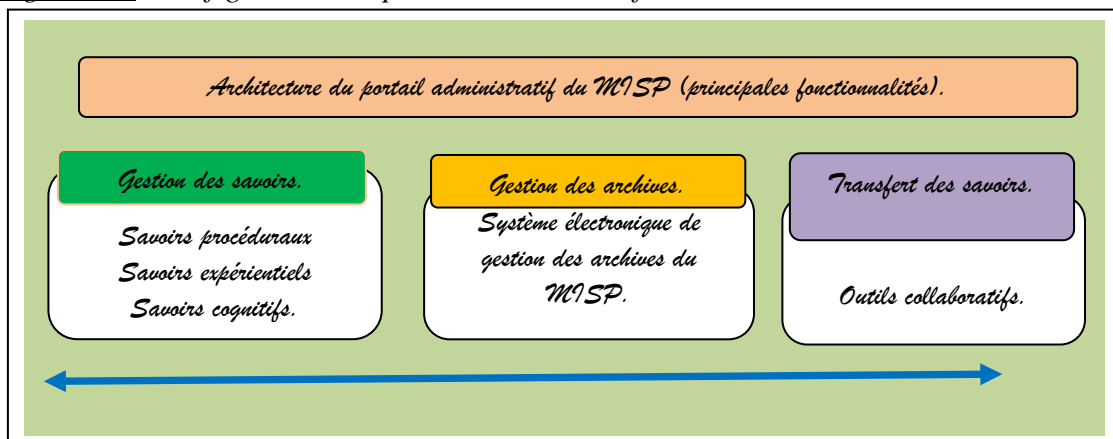 Architecture du portail administratif du MISP (principales fonctionnalités).
Gestion des savoirs.
Savoirs procéduraux
Savoirs expérientiels
Savoirs cognitifs.
Gestion des archives.
Système électronique de
gestion des archives du
MISP.
Transfert des savoirs.
Outils collaboratifs.